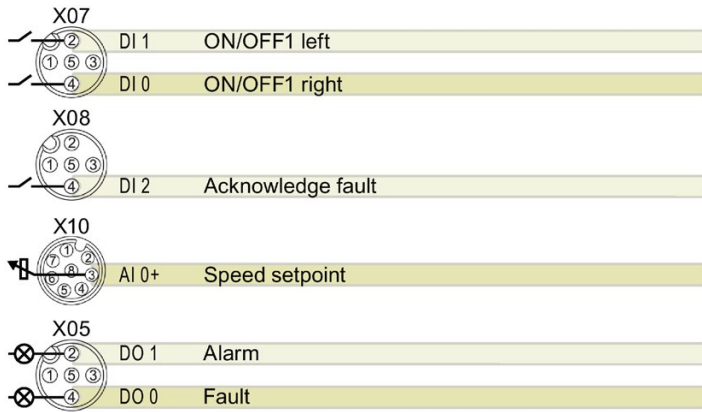 X07
② DI 1 ON/OFF1 left
① ⑤ ③
④ DI 0 ON/OFF1 right
X08
②
① ⑤ ③
④ DI 2 Acknowledge fault
X10
①
⑦ ②
⑧
⑥ ③ AI 0+ Speed setpoint
⑤ ④
X05
② DO 1 Alarm
① ⑤ ③
④ DO 0 Fault